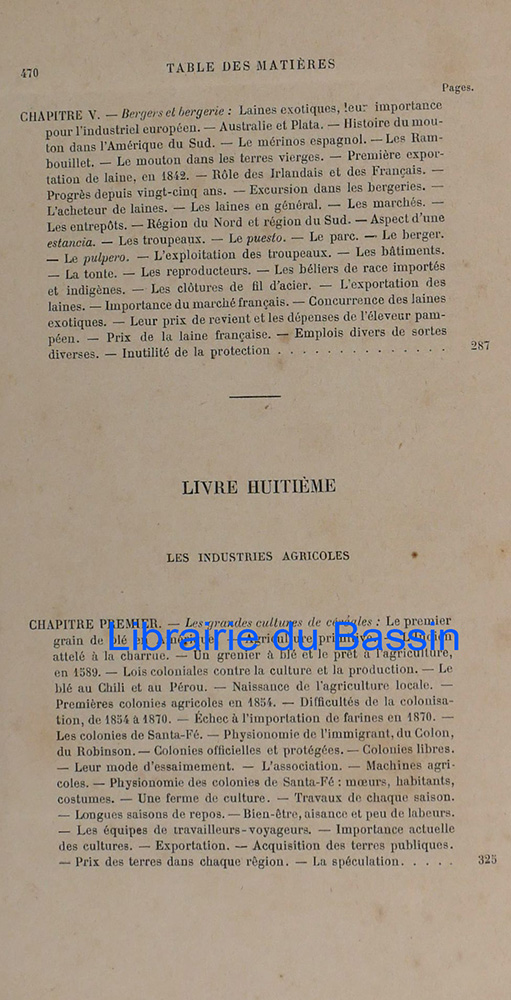 470
TABLE DES MATIÈRES
Pages.
CHAPITRE V. — Bergers et bergerie : Laines exotiques, leur importance
pour l'industriel européen. — Australie et Plata. — Histoire du mou-
ton dans l'Amérique du Sud. — Le mérinos espagnol. — Les Ram-
bouillet. — Le mouton dans les terres vierges. — Première expor-
tation de laine, en 1842. — Rôle des Irlandais et des Français. —
Progrès depuis vingt-cinq ans. — Excursion dans les bergeries. —
L'acheteur de laines. — Les laines en général. — Les marchés. —
Les entrepôts. — Région du Nord et région du Sud. — Aspect d'une
estancia. — Les troupeaux. — Le puesto. — Le parc. — Le berger.
— Le pulpero. — L'exploitation des troupeaux. — Les bâtiments.
— La tonte. — Les reproducteurs. — Les béliers de race importés
et indigènes. — Les clôtures de fil d'acier. — L'exportation des
laines. — Importance du marché français. — Concurrence des laines
exotiques. — Leur prix de revient et les dépenses de l'éleveur pam-
péen. — Prix de la laine française. — Emplois divers de sortes
diverses. — Inutilité de la protection . . . . . . . . . . . . . . 287
LIVRE HUITIÈME
LES INDUSTRIES AGRICOLES
CHAPITRE PREMIER. — Les grandes cultures de céréales : Le premier
grain de blé en Amérique. — Agriculture primitive.
Librairie du Bassin
attelé à la charrue. — Un grenier à blé et le prêt à l'agriculture,
en 1589. — Lois coloniales contre la culture et la production. — Le
blé au Chili et au Pérou. — Naissance de l'agriculture locale. —
Premières colonies agricoles en 1854. — Difficultés de la colonisa-
tion, de 1854 à 1870. — Échec à l'importation de farines en 1870. —
Les colonies de Santa-Fé. — Physionomie de l'immigrant, du Colon,
du Robinson. — Colonies officielles et protégées. — Colonies libres.
— Leur mode d'essaimement. — L'association. — Machines agri-
coles. — Physionomie des colonies de Santa-Fé : mœurs, habitants,
costumes. — Une ferme de culture. — Travaux de chaque saison.
— Longues saisons de repos. — Bien-être, aisance et peu de labeurs.
— Les équipes de travailleurs-voyageurs. — Importance actuelle
des cultures. — Exportation. — Acquisition des terres publiques.
— Prix des terres dans chaque région. — La spéculation. . . . . 325